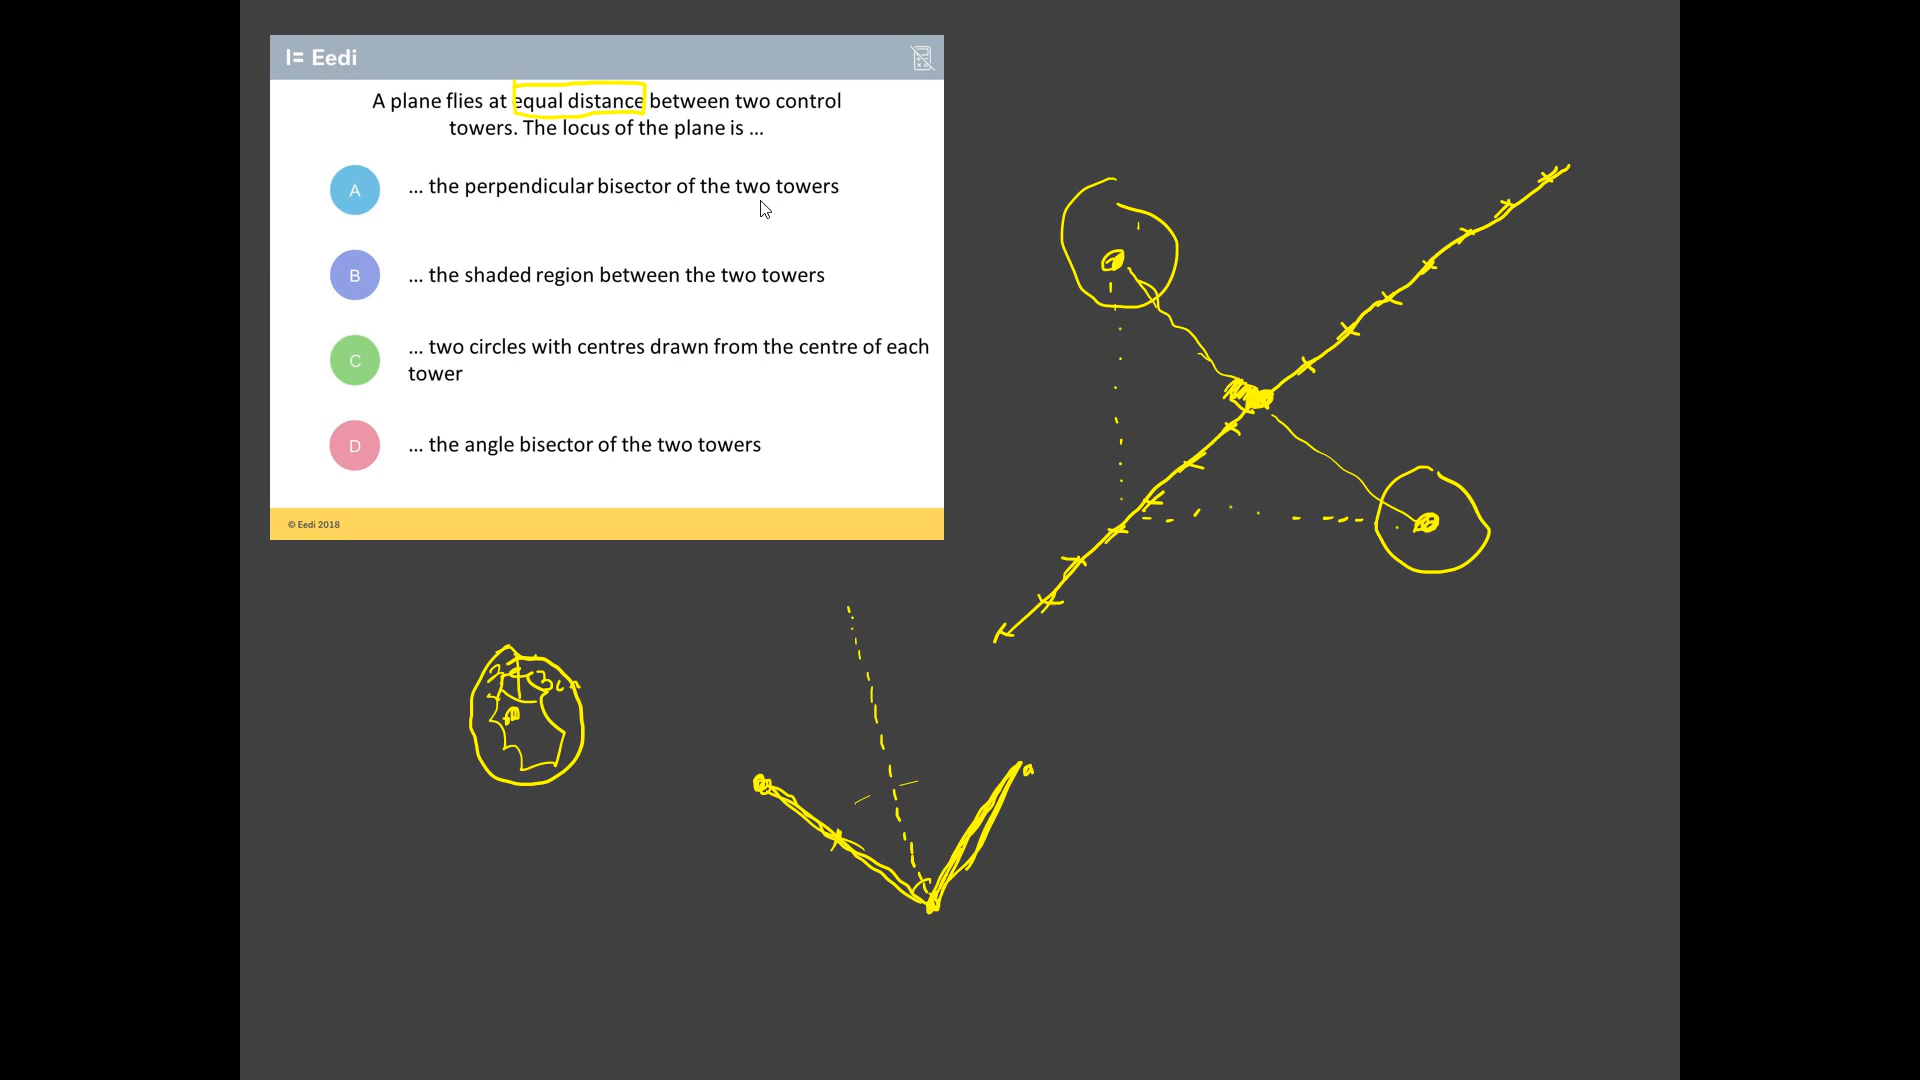 I= Eedi
A plane flies at equal distance between two control
towers. The locus of the plane is ...
A ... the perpendicular bisector of the two towers
B ... the shaded region between the two towers
C ... two circles with centres drawn from the centre of each
tower
D ... the angle bisector of the two towers
© Eedi 2018